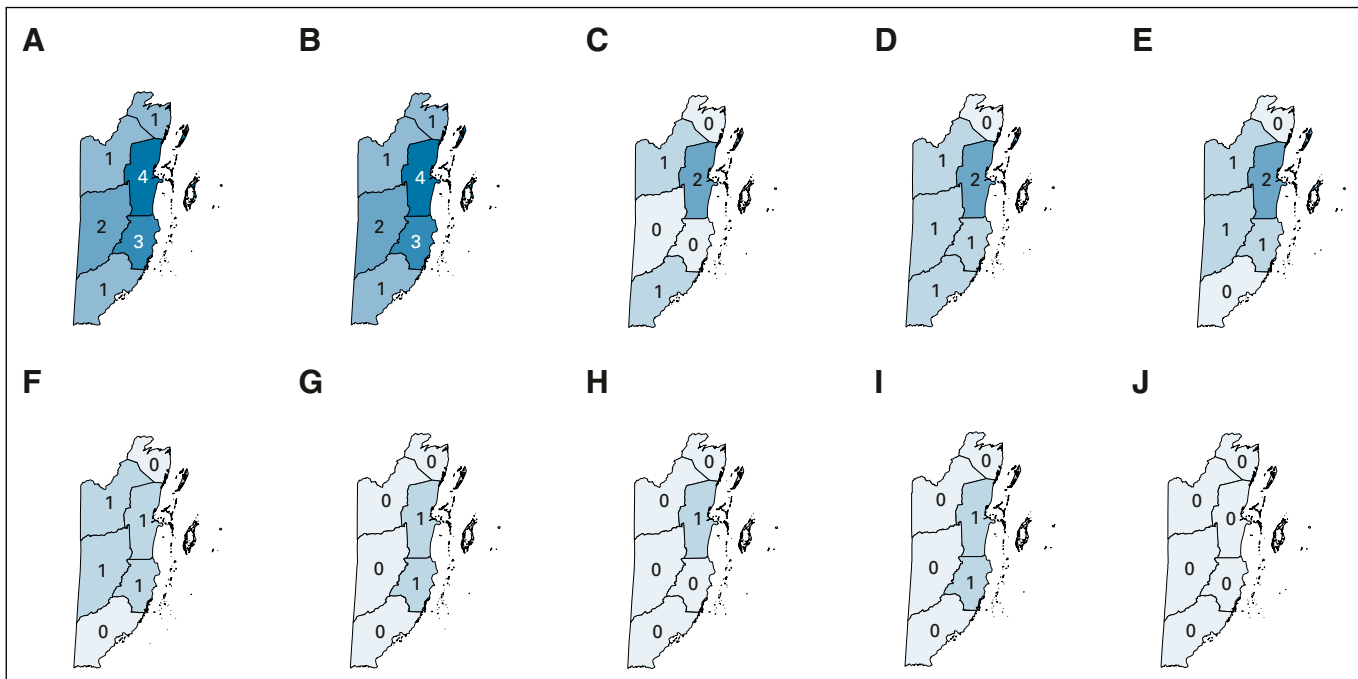 A B C D E
1 1 0 0 0
1 1 1 1 1
4 4 2 2 2
2 2 0 1 1
3 3 0 1 1
1 1 1 1 0
F G H I J
0 0 0 0 0
1 0 0 0 0
1 1 1 1 0
1 0 0 0 0
1 1 0 1 0
0 0 0 0 0